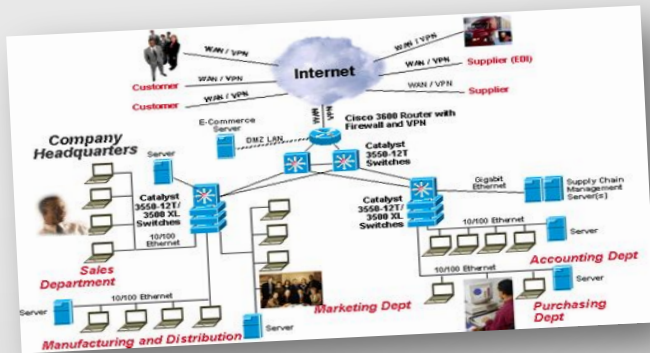 WAN / VPN
WAN / VPN
Internet
WAN / VPN
Customer
Supplier (EDI)
WAN / VPN
WAN / VPN
Customer
Supplier
WAN / VPN
WAN
VPN
E-Commerce
Server
DMZ LAN
Cisco 3600 Router with
Firewall and VPN
Company
Headquarters
Catalyst
3550-12T
Switches
Server
Catalyst
3550-12T/
3500 XL
Switches
Catalyst
3550-12T/
3500 XL
Switches
Gigabit
Ethernet
Supply Chain
Management
Server(s)
10/100
Ethernet
10/100 Ethernet
Server
Accounting Dept
Sales
Department
10/100 Ethernet
Server
Purchasing
Dept
10/100 Ethernet
Server
Marketing Dept
Server
Manufacturing and Distribution